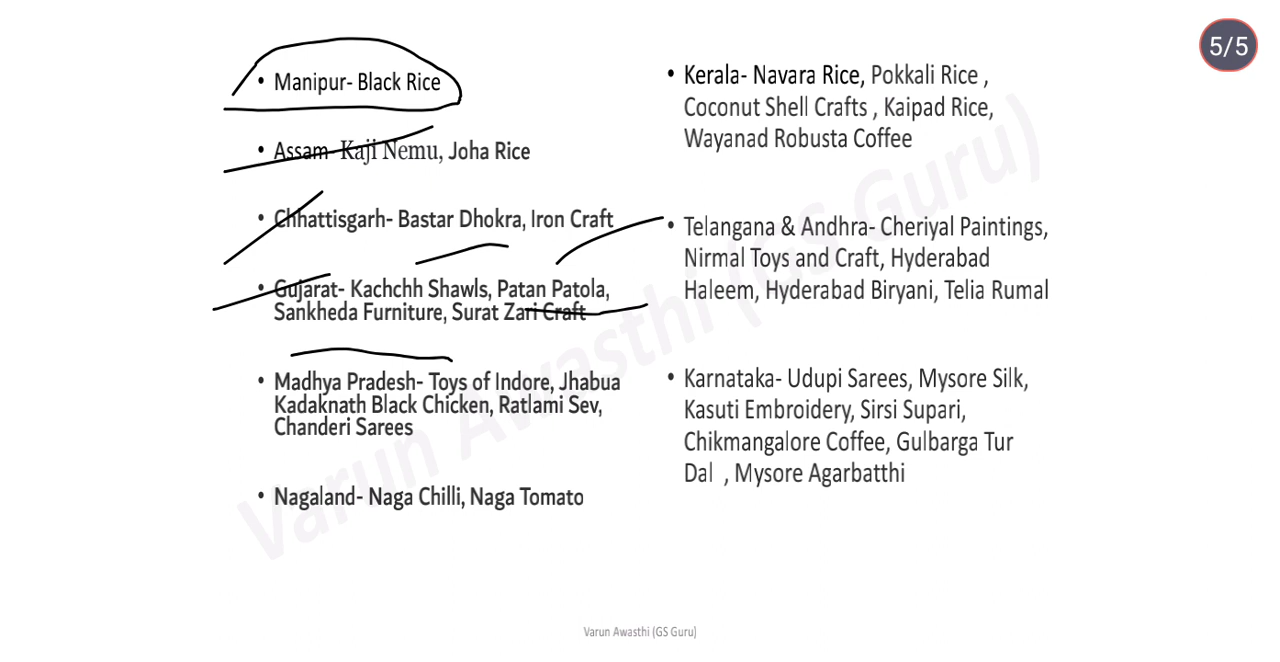 5/5
• Manipur- Black Rice
• Assam- Kaji Nemu, Joha Rice
• Chhattisgarh- Bastar Dhokra, Iron Craft
• Gujarat- Kachchh Shawls, Patan Patola,
Sankheda Furniture, Surat Zari Craft
• Madhya Pradesh- Toys of Indore, Jhabua
Kadaknath Black Chicken, Ratlami Sev,
Chanderi Sarees
• Nagaland- Naga Chilli, Naga Tomato
• Kerala- Navara Rice, Pokkali Rice ,
Coconut Shell Crafts , Kaipad Rice,
Wayanad Robusta Coffee
• Telangana & Andhra- Cheriyal Paintings,
Nirmal Toys and Craft, Hyderabad
Haleem, Hyderabad Biryani, Telia Rumal
• Karnataka- Udupi Sarees, Mysore Silk,
Kasuti Embroidery, Sirsi Supari,
Chikmangalore Coffee, Gulbarga Tur
Dal , Mysore Agarbatthi
Varun Awasthi (GS Guru)
Varun Awasthi (GS Guru)